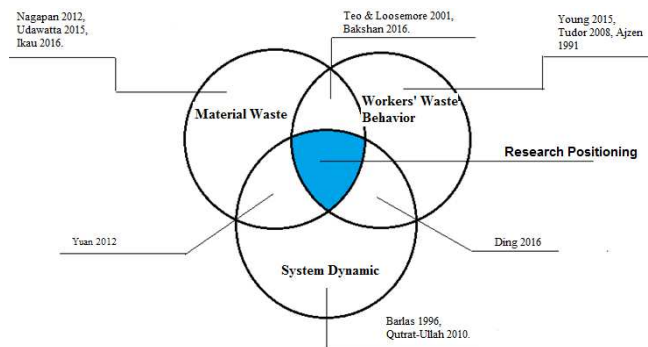 Nagapan 2012,
Udawatta 2015,
Ikau 2016.
Teo & Loosemore 2001,
Bakshan 2016.
Young 2015,
Tudor 2008, Ajzen
1991
Material Waste
Workers' Waste
Behavior
Research Positioning
Yuan 2012
Ding 2016
System Dynamic
Barlas 1996,
Qutrat-Ullah 2010.